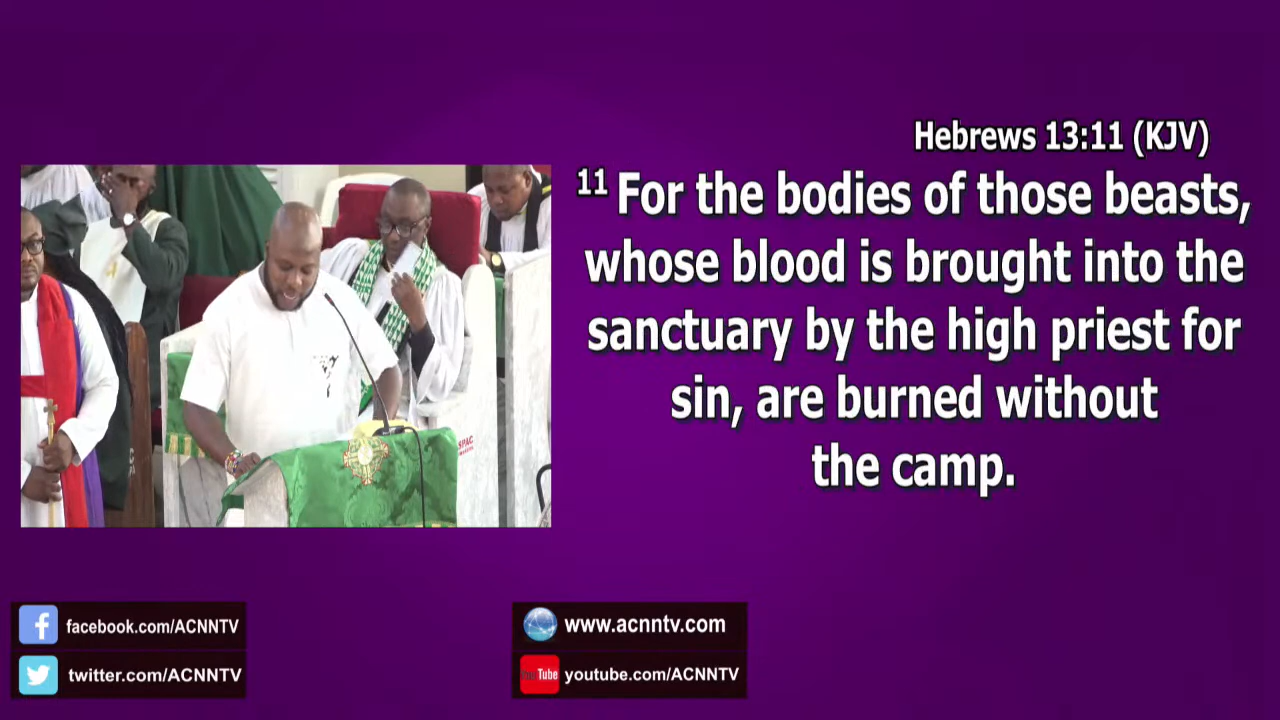 Hebrews 13:11 (KJV)
11 For the bodies of those beasts,
whose blood is brought into the
sanctuary by the high priest for
sin, are burned without
the camp.
SPAC
facebook.com/ACNNTV
twitter.com/ACNNTV
www.acnntv.com
YouTube
youtube.com/ACNNTV